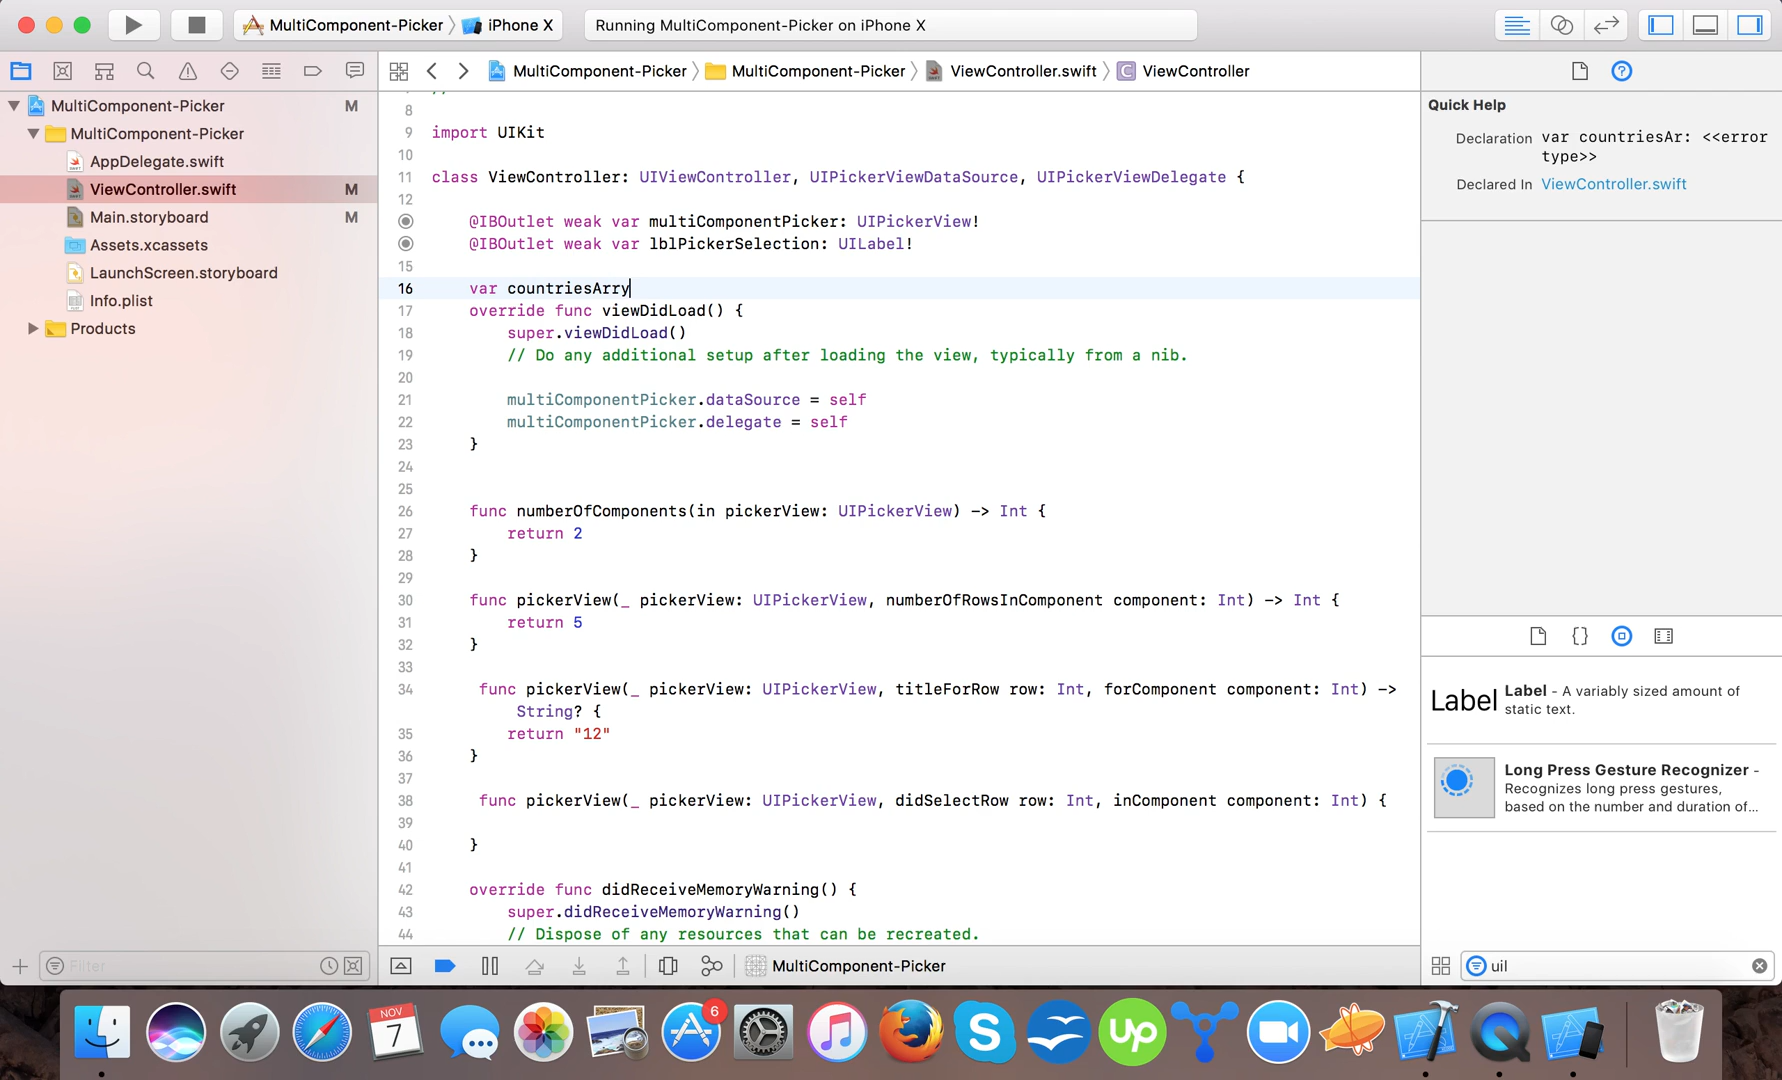 MultiComponent-Picker iPhone X
Running MultiComponent-Picker on iPhone X
MultiComponent-Picker M
MultiComponent-Picker
AppDelegate.swift
ViewController.swift M
Main.storyboard M
Assets.xcassets
LaunchScreen.storyboard
Info.plist
Products
Filter
MultiComponent-Picker MultiComponent-Picker ViewController.swift C ViewController
8
9 import UIKit
10
11 class ViewController: UIViewController, UIPickerViewDataSource, UIPickerViewDelegate {
12
@IBOutlet weak var multiComponentPicker: UIPickerView!
@IBOutlet weak var lblPickerSelection: UILabel!
15
16 var countriesArry
17 override func viewDidLoad() {
18 super.viewDidLoad()
19 // Do any additional setup after loading the view, typically from a nib.
20
21 multiComponentPicker.dataSource = self
22 multiComponentPicker.delegate = self
23 }
24
25
26 func numberOfComponents(in pickerView: UIPickerView) -> Int {
27 return 2
28 }
29
30 func pickerView(_ pickerView: UIPickerView, numberOfRowsInComponent component: Int) -> Int {
31 return 5
32 }
33
34 func pickerView(_ pickerView: UIPickerView, titleForRow row: Int, forComponent component: Int) ->
String? {
35 return "12"
36 }
37
38 func pickerView(_ pickerView: UIPickerView, didSelectRow row: Int, inComponent component: Int) {
39
40 }
41
42 override func didReceiveMemoryWarning() {
43 super.didReceiveMemoryWarning()
44 // Dispose of any resources that can be recreated.
MultiComponent-Picker
Quick Help
Declaration var countriesAr: <<error
type>>
Declared In ViewController.swift
Label Label - A variably sized amount of
static text.
Long Press Gesture Recognizer -
Recognizes long press gestures,
based on the number and duration of...
uil
NOV
7
6
S
Up